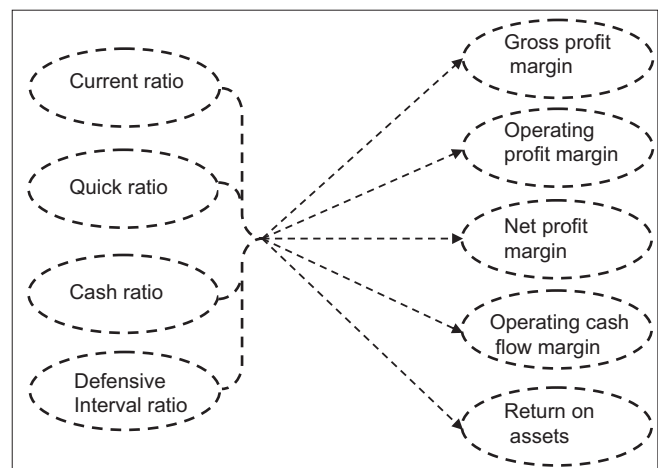 Current ratio
Quick ratio
Cash ratio
Defensive
Interval ratio
Gross profit
margin
Operating
profit margin
Net profit
margin
Operating cash
flow margin
Return on
assets